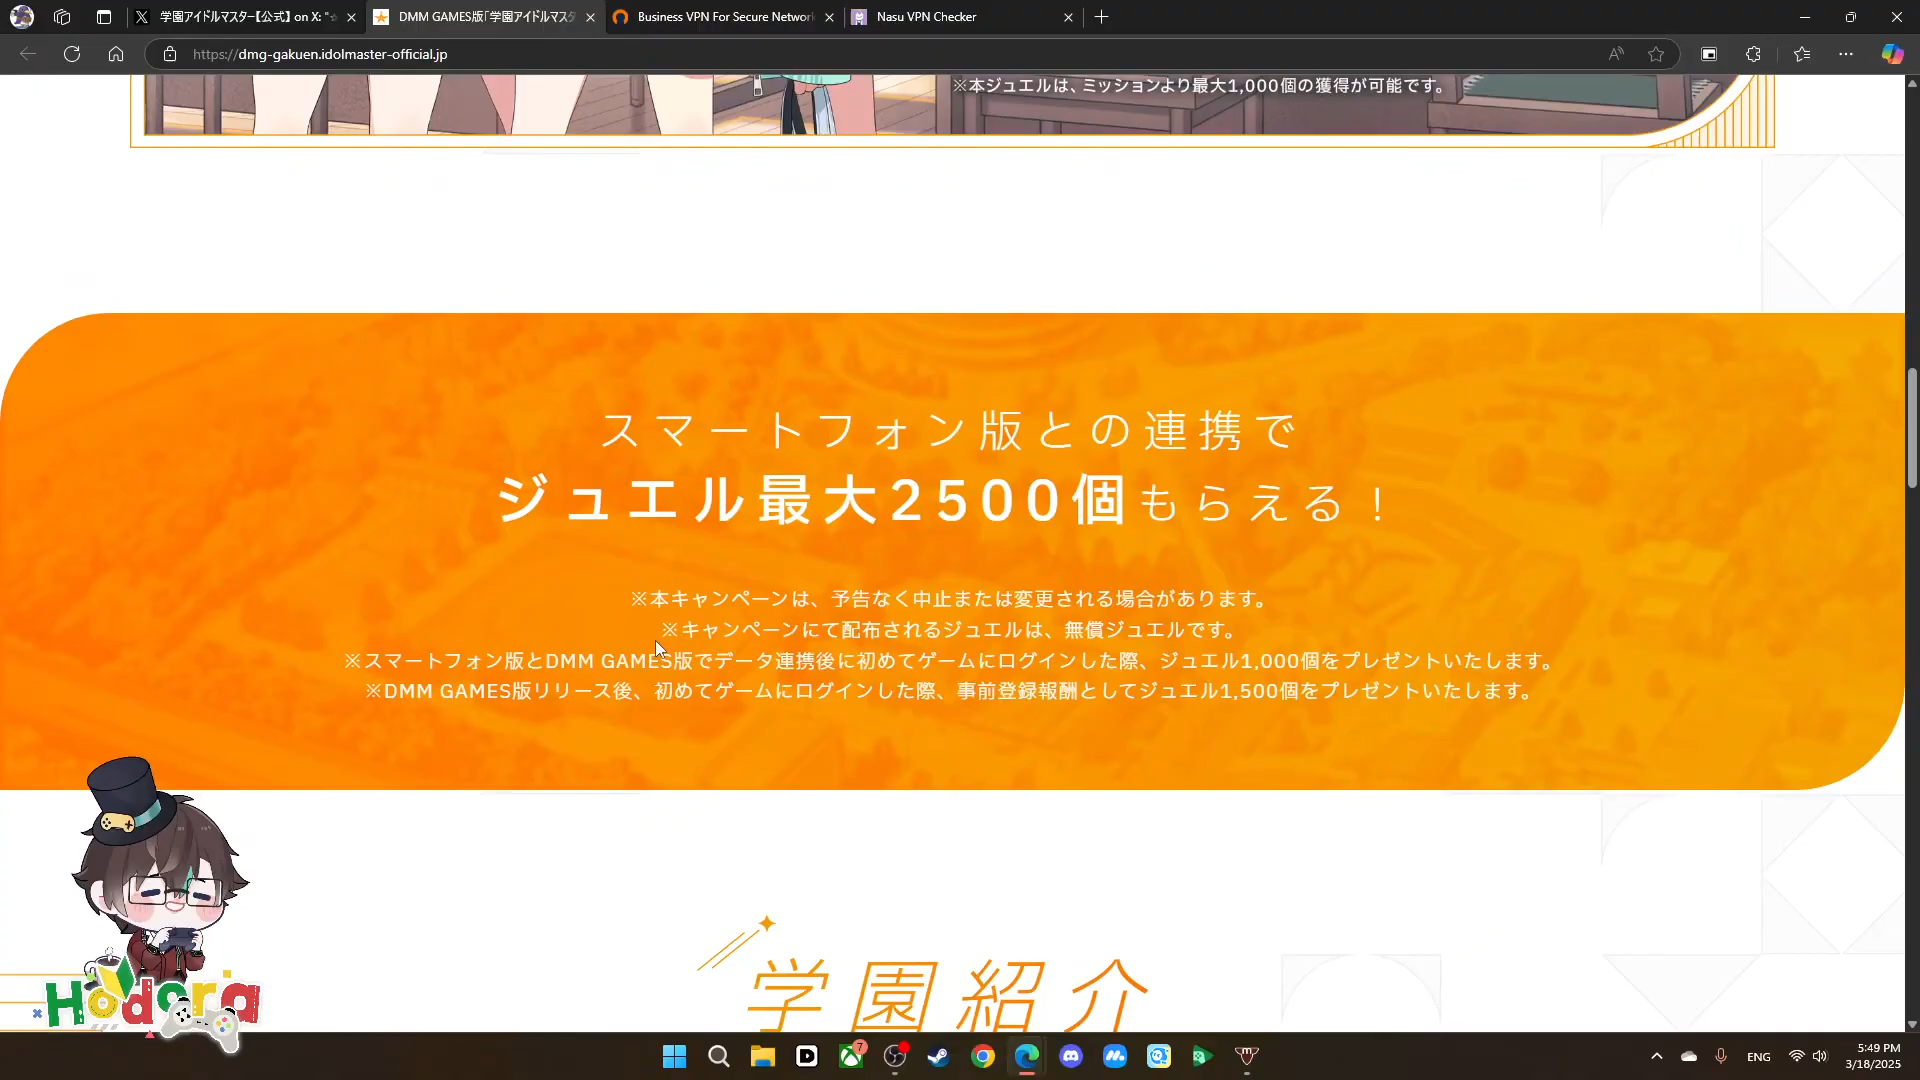 学園アイドルマスター【公式】 on X: "☆
DMM GAMES版「学園アイドルマスタ
Business VPN For Secure Networ
Nasu VPN Checker
https://dmg-gakuen.idolmaster-official.jp
※本ジュエルは、ミッションより最大1,000個の獲得が可能です。
スマートフォン版との連携で
ジュエル最大2500個もらえる！
※本キャンペーンは、予告なく中止または変更される場合があります。
※キャンペーンにて配布されるジュエルは、無償ジュエルです。
※スマートフォン版とDMM GAMES版でデータ連携後に初めてゲームにログインした際、ジュエル1,000個をプレゼントいたします。
※DMM GAMES版リリース後、初めてゲームにログインした際、事前登録報酬としてジュエル1,500個をプレゼントいたします。
学園紹介
Hodora
7
ENG
5:49 PM
3/18/2025